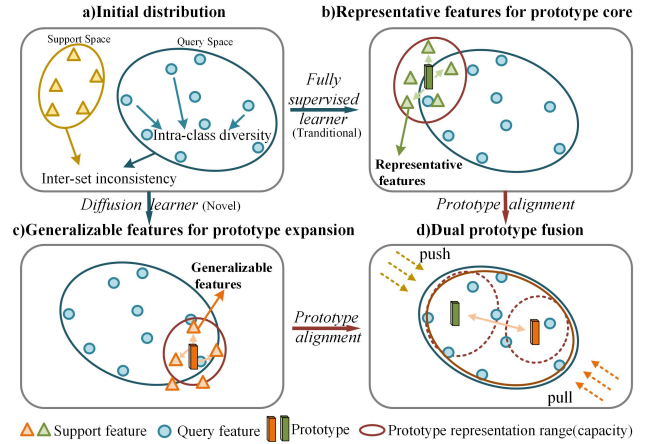 a)Initial distribution
b)Representative features for prototype core
Support Space
Query Space
Intra-class diversity
Inter-set inconsistency
Fully
supervised
learner
(Tranditional)
Representative
features
Diffusion learner (Novel)
Prototype alignment
c)Generalizable features for prototype expansion
d)Dual prototype fusion
Generalizable
features
Prototype
alignment
push
pull
Support feature
Query feature
Prototype
Prototype representation range(capacity)